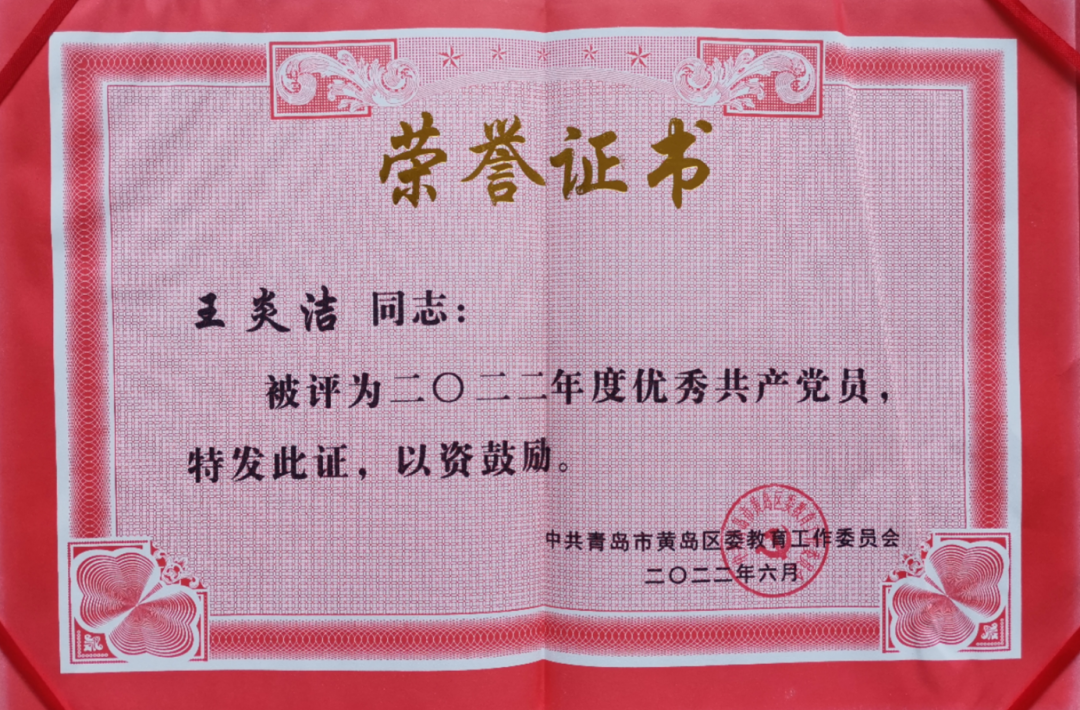 荣誉证书
王炎洁 同志：
被评为二〇二二年度优秀共产党员，
特发此证，以资鼓励。
中共青岛市黄岛区委教育工作委员会
二〇二二年六月